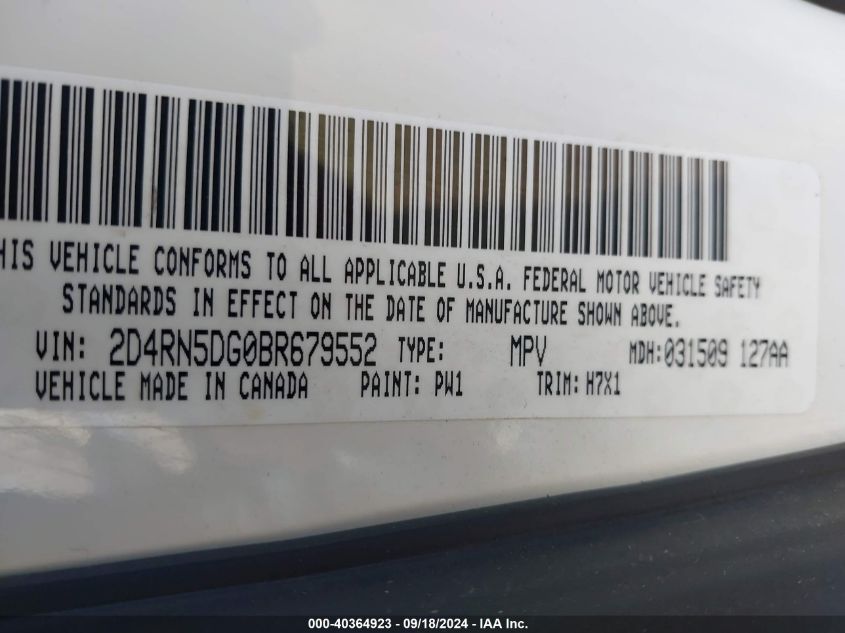 HIS VEHICLE CONFORMS TO ALL APPLICABLE U.S.A. FEDERAL MOTOR VEHICLE SAFETY
STANDARDS IN EFFECT ON THE DATE OF MANUFACTURE SHOWN ABOVE.
VIN: 2D4RN5DG0BR679552 TYPE: MPV MDH:031509 127AA
VEHICLE MADE IN CANADA PAINT: PW1 TRIM: H7X1
000-40364923 - 09/18/2024 - IAA Inc.